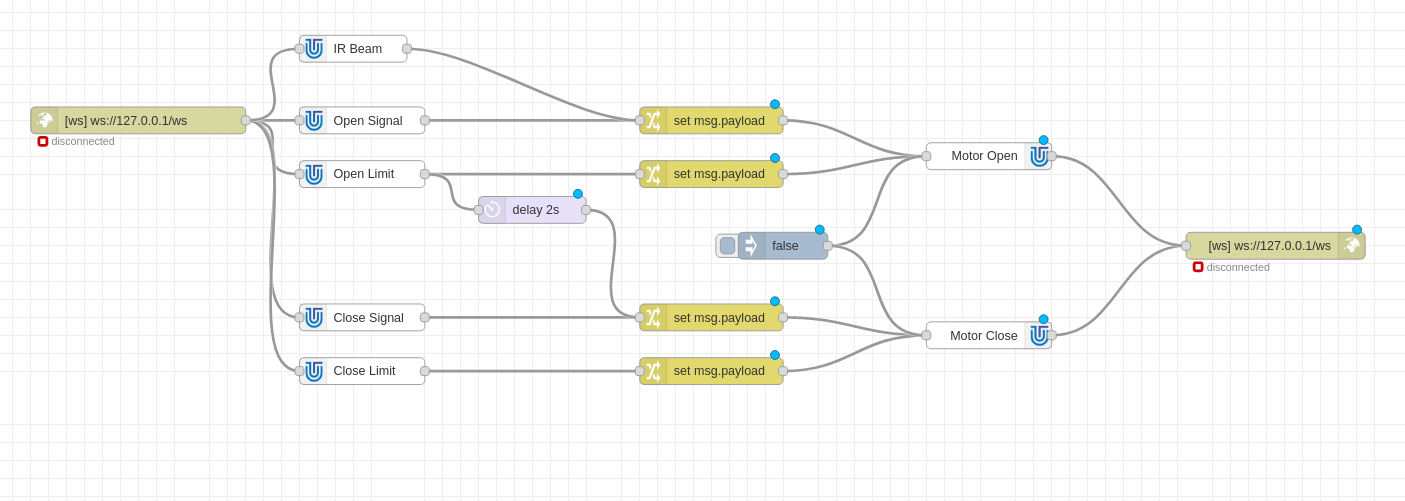 IR Beam
[ws] ws://127.0.0.1/ws
disconnected
Open Signal
set msg.payload
Motor Open
Open Limit
set msg.payload
delay 2s
false
[ws] ws://127.0.0.1/ws
disconnected
Close Signal
set msg.payload
Motor Close
Close Limit
set msg.payload